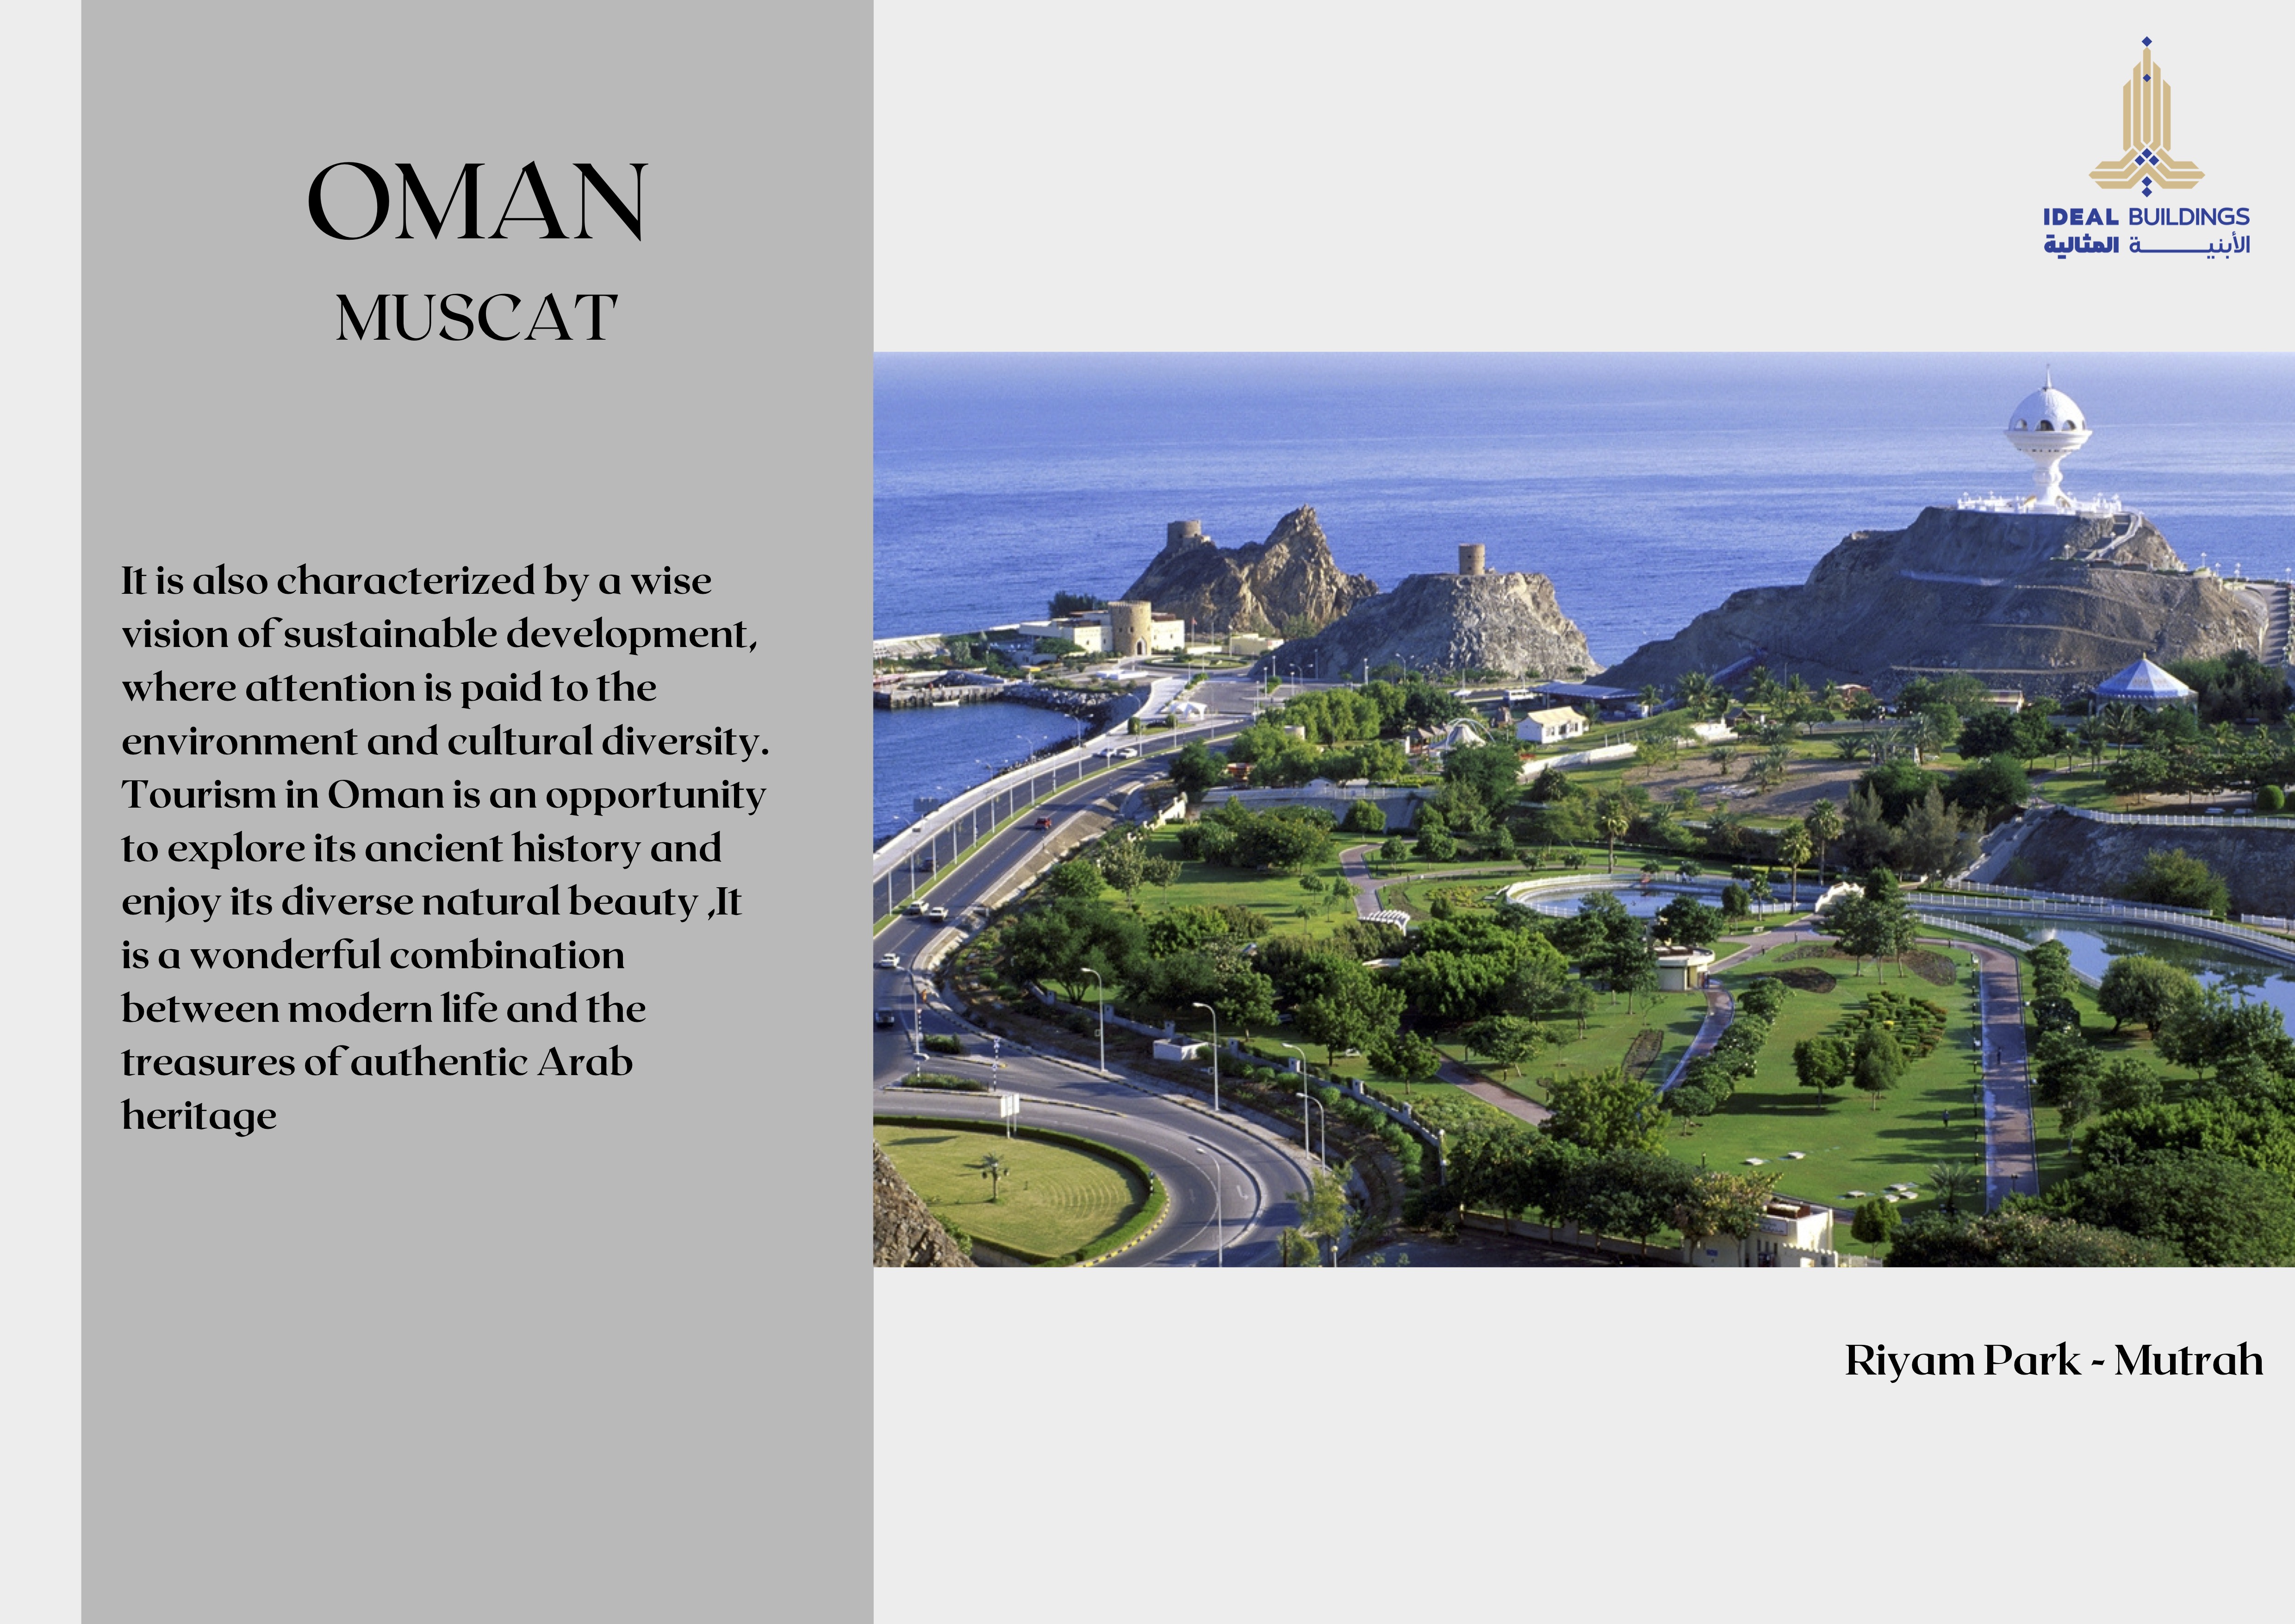 OMAN
MUSCAT
It is also characterized by a wise
vision of sustainable development,
where attention is paid to the
environment and cultural diversity.
Tourism in Oman is an opportunity
to explore its ancient history and
enjoy its diverse natural beauty ,It
is a wonderful combination
between modern life and the
treasures of authentic Arab
heritage
IDEAL BUILDINGS
الأبنيـــــــــــة المثالية
Riyam Park - Mutrah